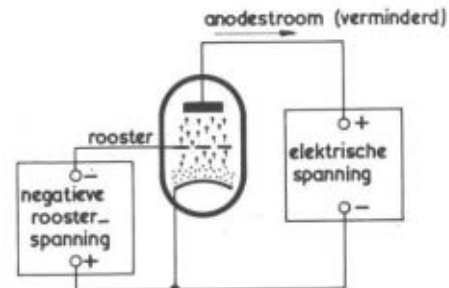 anodestroom (verminderd)
rooster
elektrische
spanning
+
-
-
negatieve
rooster_
spanning
+